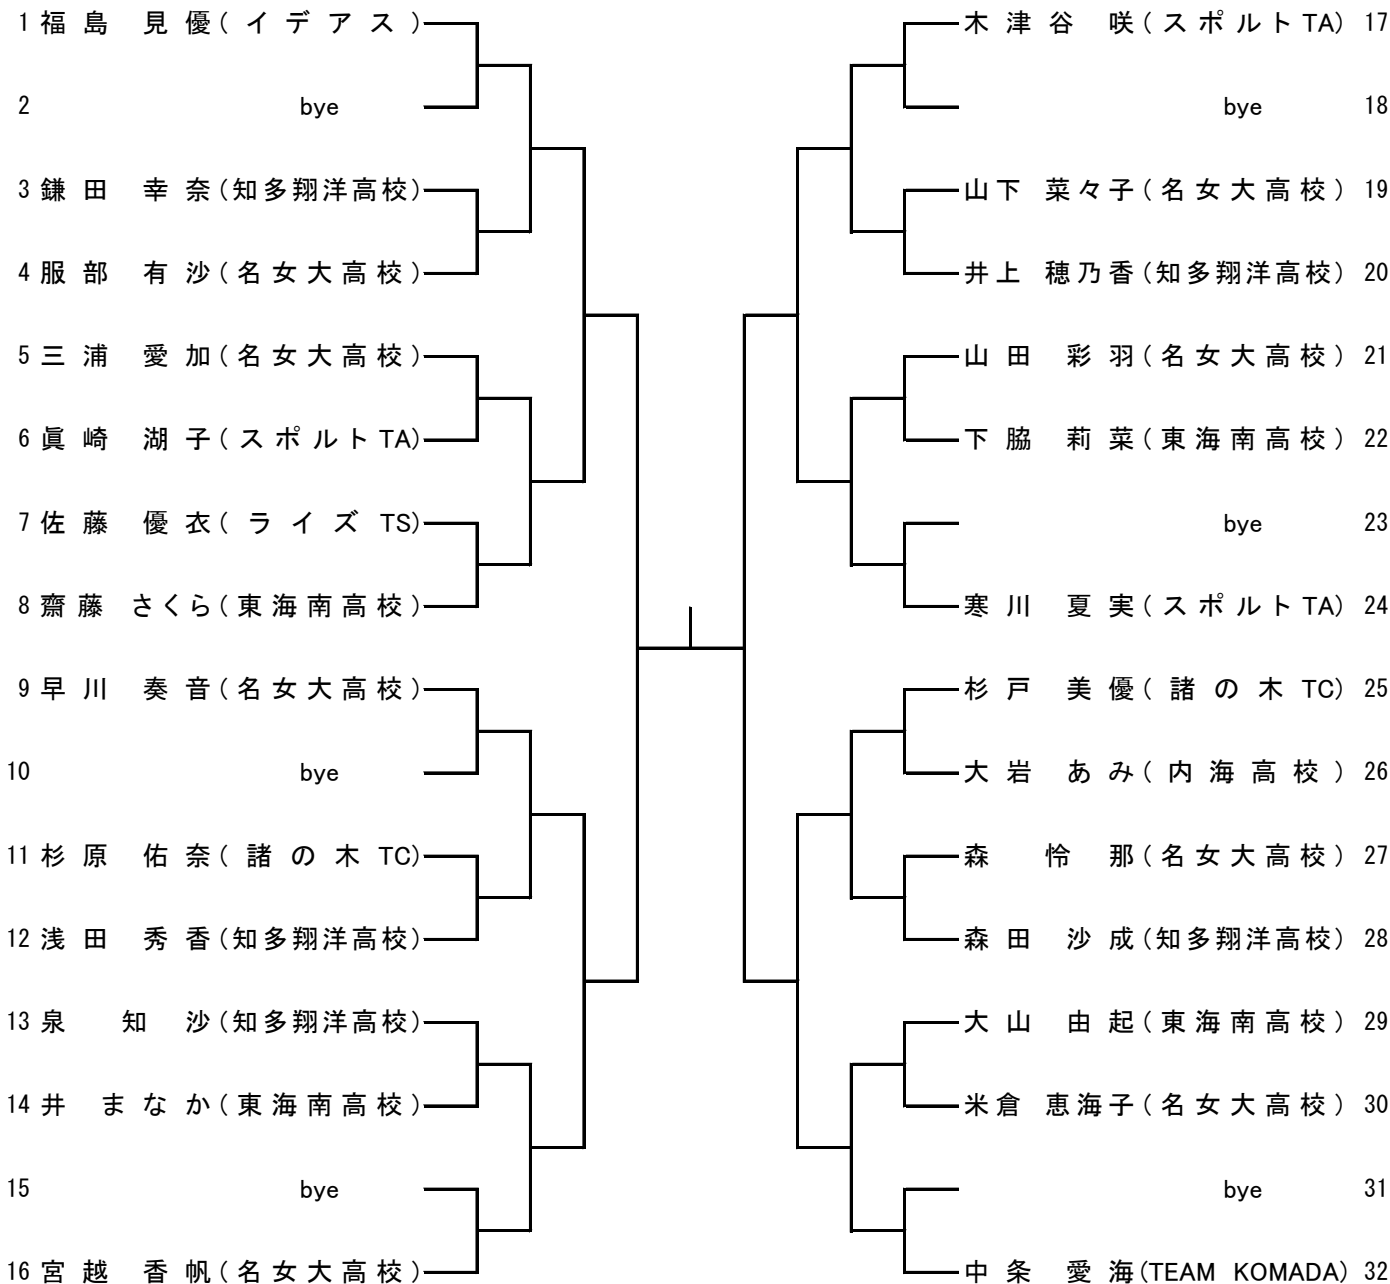 1 福島 見優(イデアス)
2 bye
3 鎌田 幸奈(知多翔洋高校)
4 服部 有沙(名女大高校)
5 三浦 愛加(名女大高校)
6 眞崎 湖子(スポルトTA)
7 佐藤 優衣(ライズTS)
8 齋藤 さくら(東海南高校)
9 早川 奏音(名女大高校)
10 bye
11 杉原 佑奈(諸の木TC)
12 浅田 秀香(知多翔洋高校)
13 泉 知沙(知多翔洋高校)
14 井 まなか(東海南高校)
15 bye
16 宮越 香帆(名女大高校)
木津谷 咲(スポルトTA) 17
bye 18
山下 菜々子(名女大高校) 19
井上 穂乃香(知多翔洋高校) 20
山田 彩羽(名女大高校) 21
下脇 莉菜(東海南高校) 22
bye 23
寒川 夏実(スポルトTA) 24
杉戸 美優(諸の木TC) 25
大岩 あみ(内海高校) 26
森 怜那(名女大高校) 27
森田 沙成(知多翔洋高校) 28
大山 由起(東海南高校) 29
米倉 恵海子(名女大高校) 30
bye 31
中条 愛海(TEAM KOMADA) 32